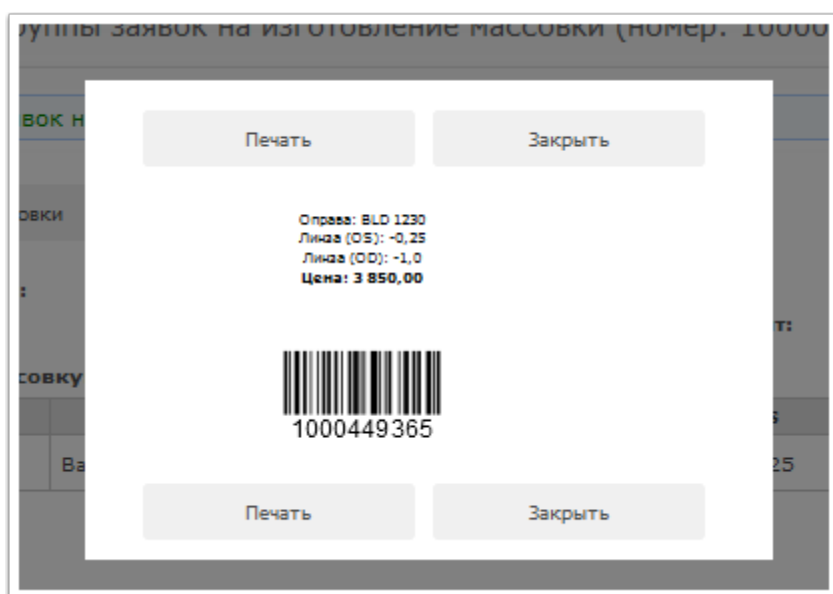 руппы заявок на изготовление массовки (номер: 10000
вок н
Печать
Закрыть
овки
Оправа: BLD 1230
Линза (OS): -0,25
Линза (OD): -1,0
Цена: 3 850,00
:
т:
совку
1000449365
s
Ва
25
Печать
Закрыть